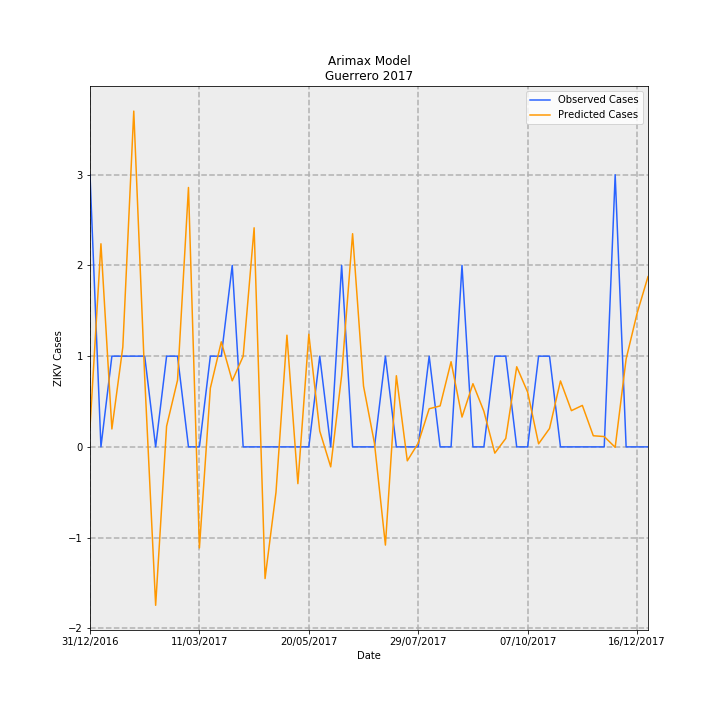 Arimax Model
Guerrero 2017
Observed Cases
Predicted Cases
ZIKV Cases
3
2
1
0
−1
−2
31/12/2016 11/03/2017 20/05/2017 29/07/2017 07/10/2017 16/12/2017
Date